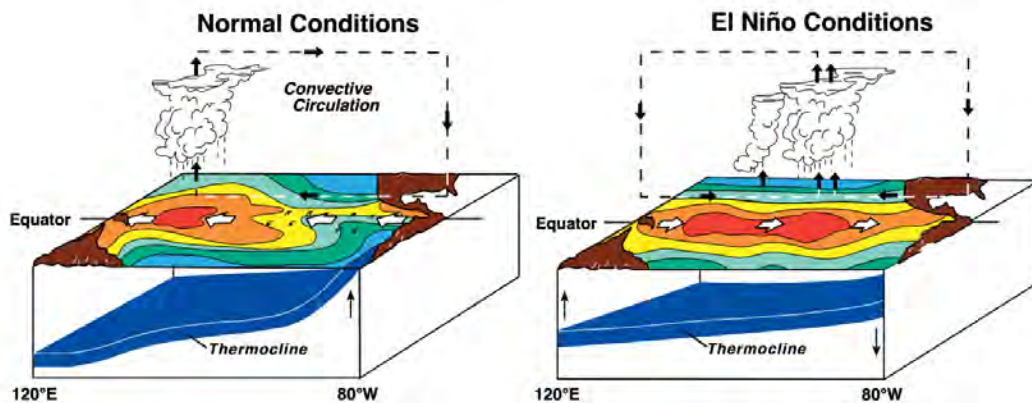 Normal Conditions
Convective
Circulation
Equator
Thermocline
120°E
80°W
El Niño Conditions
Equator
Thermocline
120°E
80°W